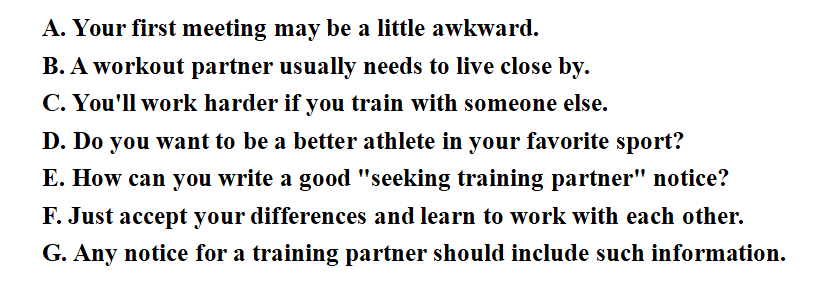 A. Your first meeting may be a little awkward.
B. A workout partner usually needs to live close by.
C. You'll work harder if you train with someone else.
D. Do you want to be a better athlete in your favorite sport?
E. How can you write a good "seeking training partner" notice?
F. Just accept your differences and learn to work with each other.
G. Any notice for a training partner should include such information.